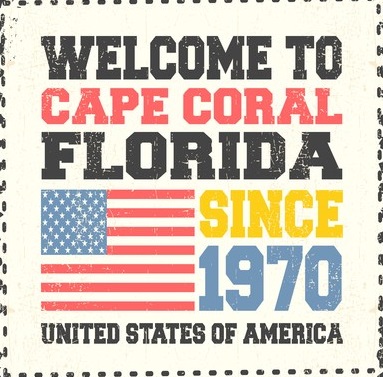 WELCOME TO
CAPE CORAL
FLORIDA
SINCE
1970
UNITED STATES OF AMERICA